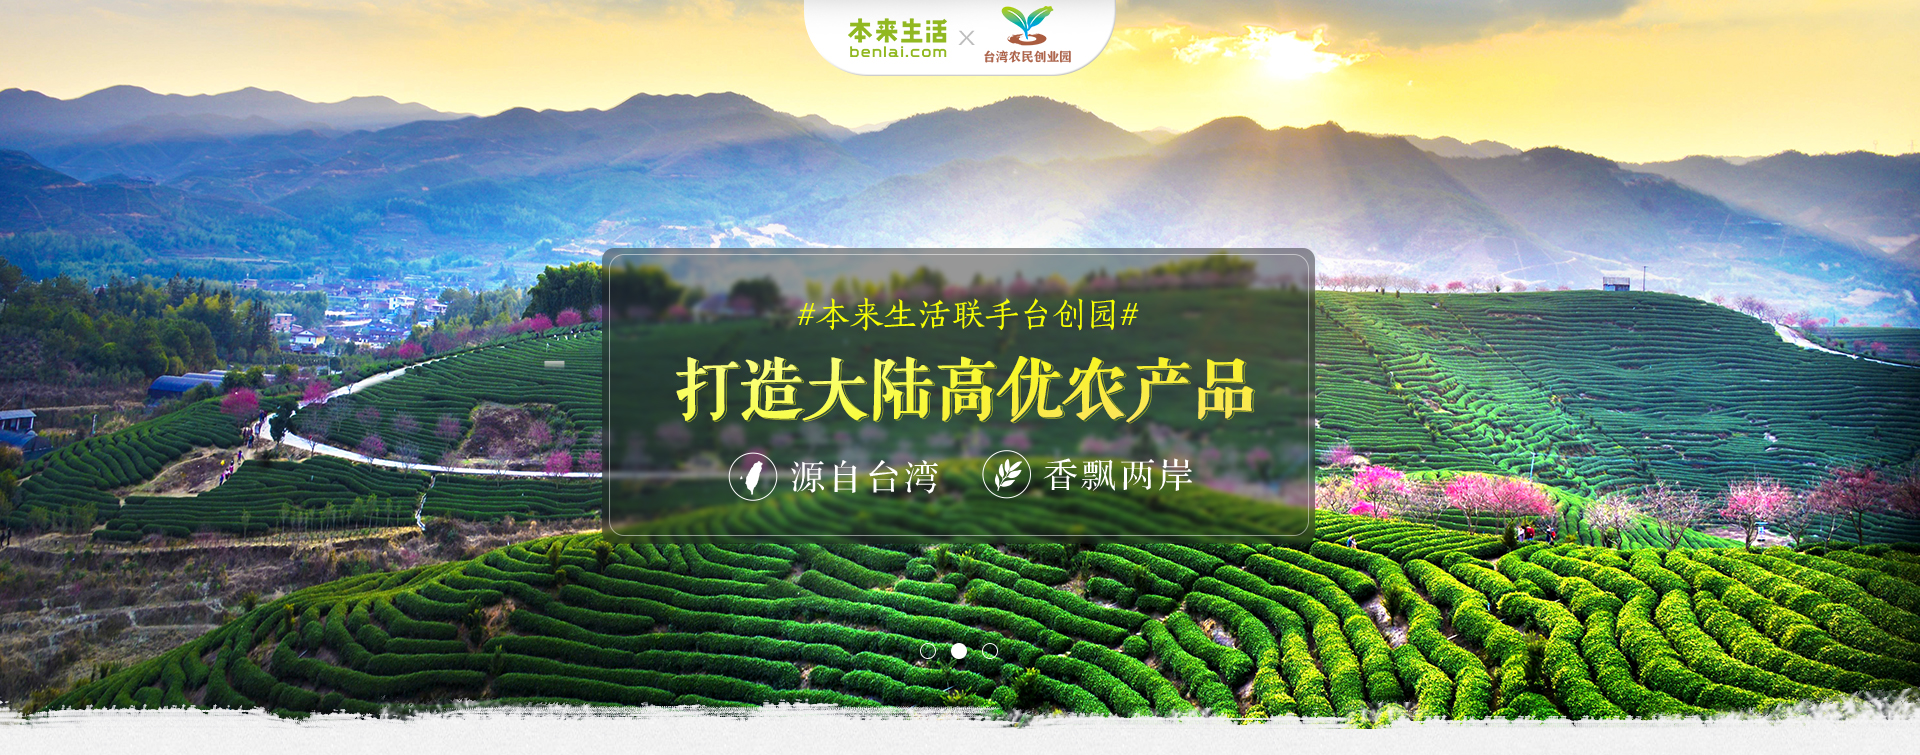 本来生活
benlai.com
×
台湾农民创业园
#本来生活联手台创园#
打造大陆高优农产品
源自台湾 香飘两岸